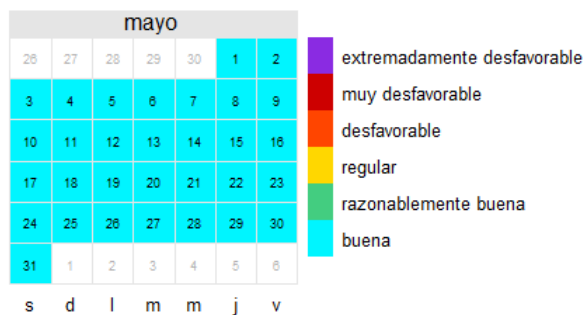 mayo
26 27 28 29 30 1 2
3 4 5 6 7 8 9
10 11 12 13 14 15 16
17 18 19 20 21 22 23
24 25 26 27 28 29 30
31 1 2 3 4 5 6
s d l m m j v
extremadamente desfavorable
muy desfavorable
desfavorable
regular
razonablemente buena
buena